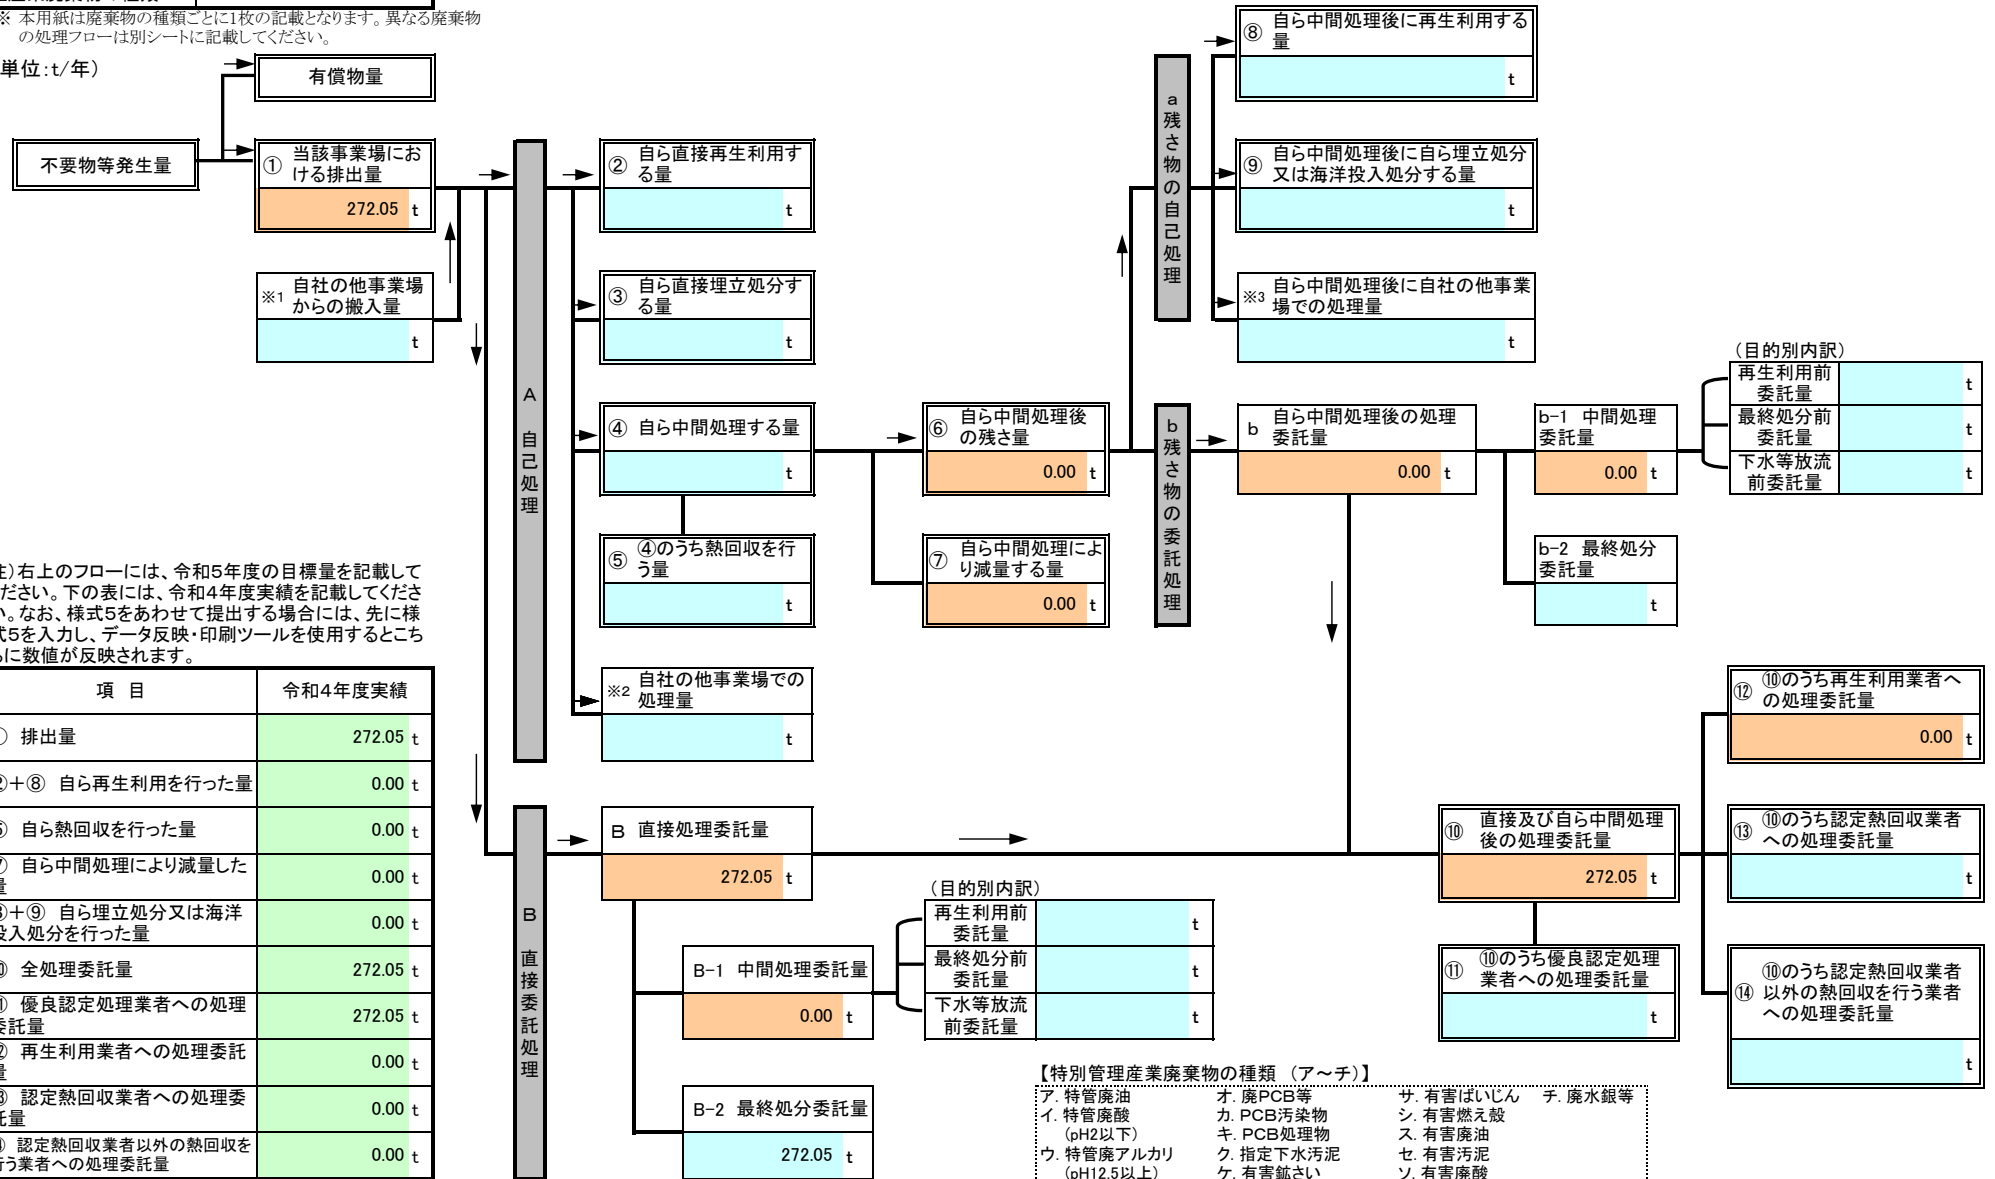 ※ 本用紙は廃棄物の種類ごとに1枚の記載となります。異なる廃棄物
の処理フローは別シートに記載してください。
単位:t/年)
有償物量
不要物等発生量
① 当該事業場にお
ける排出量
272.05 t
※1 自社の他事業場
からの搬入量
t
A 自己処理
② 自ら直接再生利用す
る量
t
③ 自ら直接埋立処分す
る量
t
④ 自ら中間処理する量
t
⑤ ④のうち熱回収を行
う量
t
※2 自社の他事業場での
処理量
t
⑥ 自ら中間処理後
の残さ量
0.00 t
⑦ 自ら中間処理によ
り減量する量
0.00 t
a 残さ物の自己処理
⑧ 自ら中間処理後に再生利用する
量
t
⑨ 自ら中間処理後に自ら埋立処分
又は海洋投入処分する量
t
※3 自ら中間処理後に自社の他事業
場での処理量
t
b 残さ物の委託処理
b 自ら中間処理後の処理
委託量
0.00 t
b-1 中間処理
委託量
0.00 t
b-2 最終処分
委託量
t
(目的別内訳)
再生利用前
委託量
t
最終処分前
委託量
t
下水等放流
前委託量
t
注)右上のフローには、令和5年度の目標量を記載して
ください。下の表には、令和4年度実績を記載してくださ
い。なお、様式5をあわせて提出する場合には、先に様
式5を入力し、データ反映・印刷ツールを使用するとこち
らに数値が反映されます。
項 目 令和4年度実績
① 排出量 272.05 t
②+⑧ 自ら再生利用を行った量 0.00 t
⑤ 自ら熱回収を行った量 0.00 t
⑦ 自ら中間処理により減量した
量 0.00 t
③+⑨ 自ら埋立処分又は海洋
投入処分を行った量 0.00 t
⑩ 全処理委託量 272.05 t
⑪ 優良認定処理業者への処理
委託量 272.05 t
⑫ 再生利用業者への処理委託
量 0.00 t
⑬ 認定熱回収業者への処理委
託量 0.00 t
⑭ 認定熱回収業者以外の熱回収を
行う業者への処理委託量 0.00 t
B 直接委託処理
B 直接処理委託量
272.05 t
B-1 中間処理委託量
0.00 t
B-2 最終処分委託量
272.05 t
(目的別内訳)
再生利用前
委託量
t
最終処分前
委託量
t
下水等放流
前委託量
t
⑩ 直接及び自ら中間処理
後の処理委託量
272.05 t
⑪ ⑩のうち優良認定処理
業者への処理委託量
t
⑫ ⑩のうち再生利用業者へ
の処理委託量
0.00 t
⑬ ⑩のうち認定熱回収業者
への処理委託量
t
⑭ ⑩のうち認定熱回収業者
以外の熱回収を行う業者
への処理委託量
t
【特別管理産業廃棄物の種類 (ア~チ)】
ア. 特管廃油 オ. 廃PCB等 サ. 有害ばいじん チ. 廃水銀等
イ. 特管廃酸 カ. PCB汚染物 シ. 有害燃え殻
(pH2以下) キ. PCB処理物 ス. 有害廃油
ウ. 特管廃アルカリ ク. 指定下水汚泥 セ. 有害汚泥
(pH12.5以上) ケ. 有害鉱さい ソ. 有害廃酸